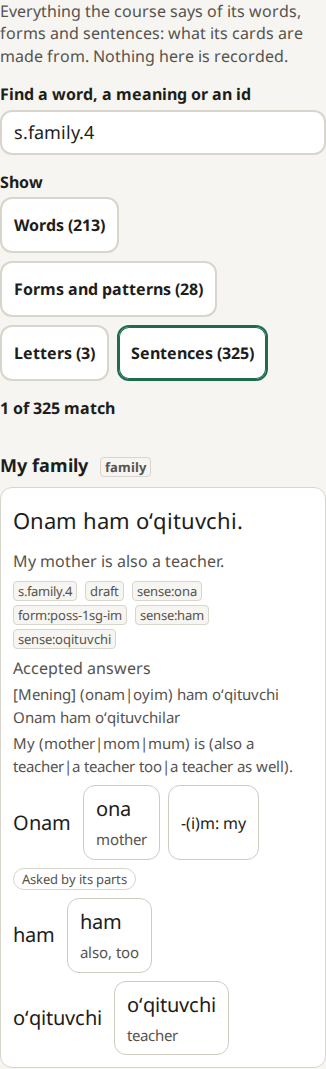 Everything the course says of its words,
forms and sentences: what its cards are
made from. Nothing here is recorded.
Find a word, a meaning or an id
s.family.4
Show
Words (213)
Forms and patterns (28)
Letters (3) Sentences (325)
1 of 325 match
My family family
Onam ham oʻqituvchi.
My mother is also a teacher.
s.family.4 draft sense:ona
form:poss-1sg-im sense:ham
sense:oqituvchi
Accepted answers
[Mening] (onam|oyim) ham oʻqituvchi
Onam ham oʻqituvchilar
My (mother|mom|mum) is (also a
teacher|a teacher too|a teacher as well).
Onam ona -(i)m: my
mother
Asked by its parts
ham ham
also, too
oʻqituvchi oʻqituvchi
teacher